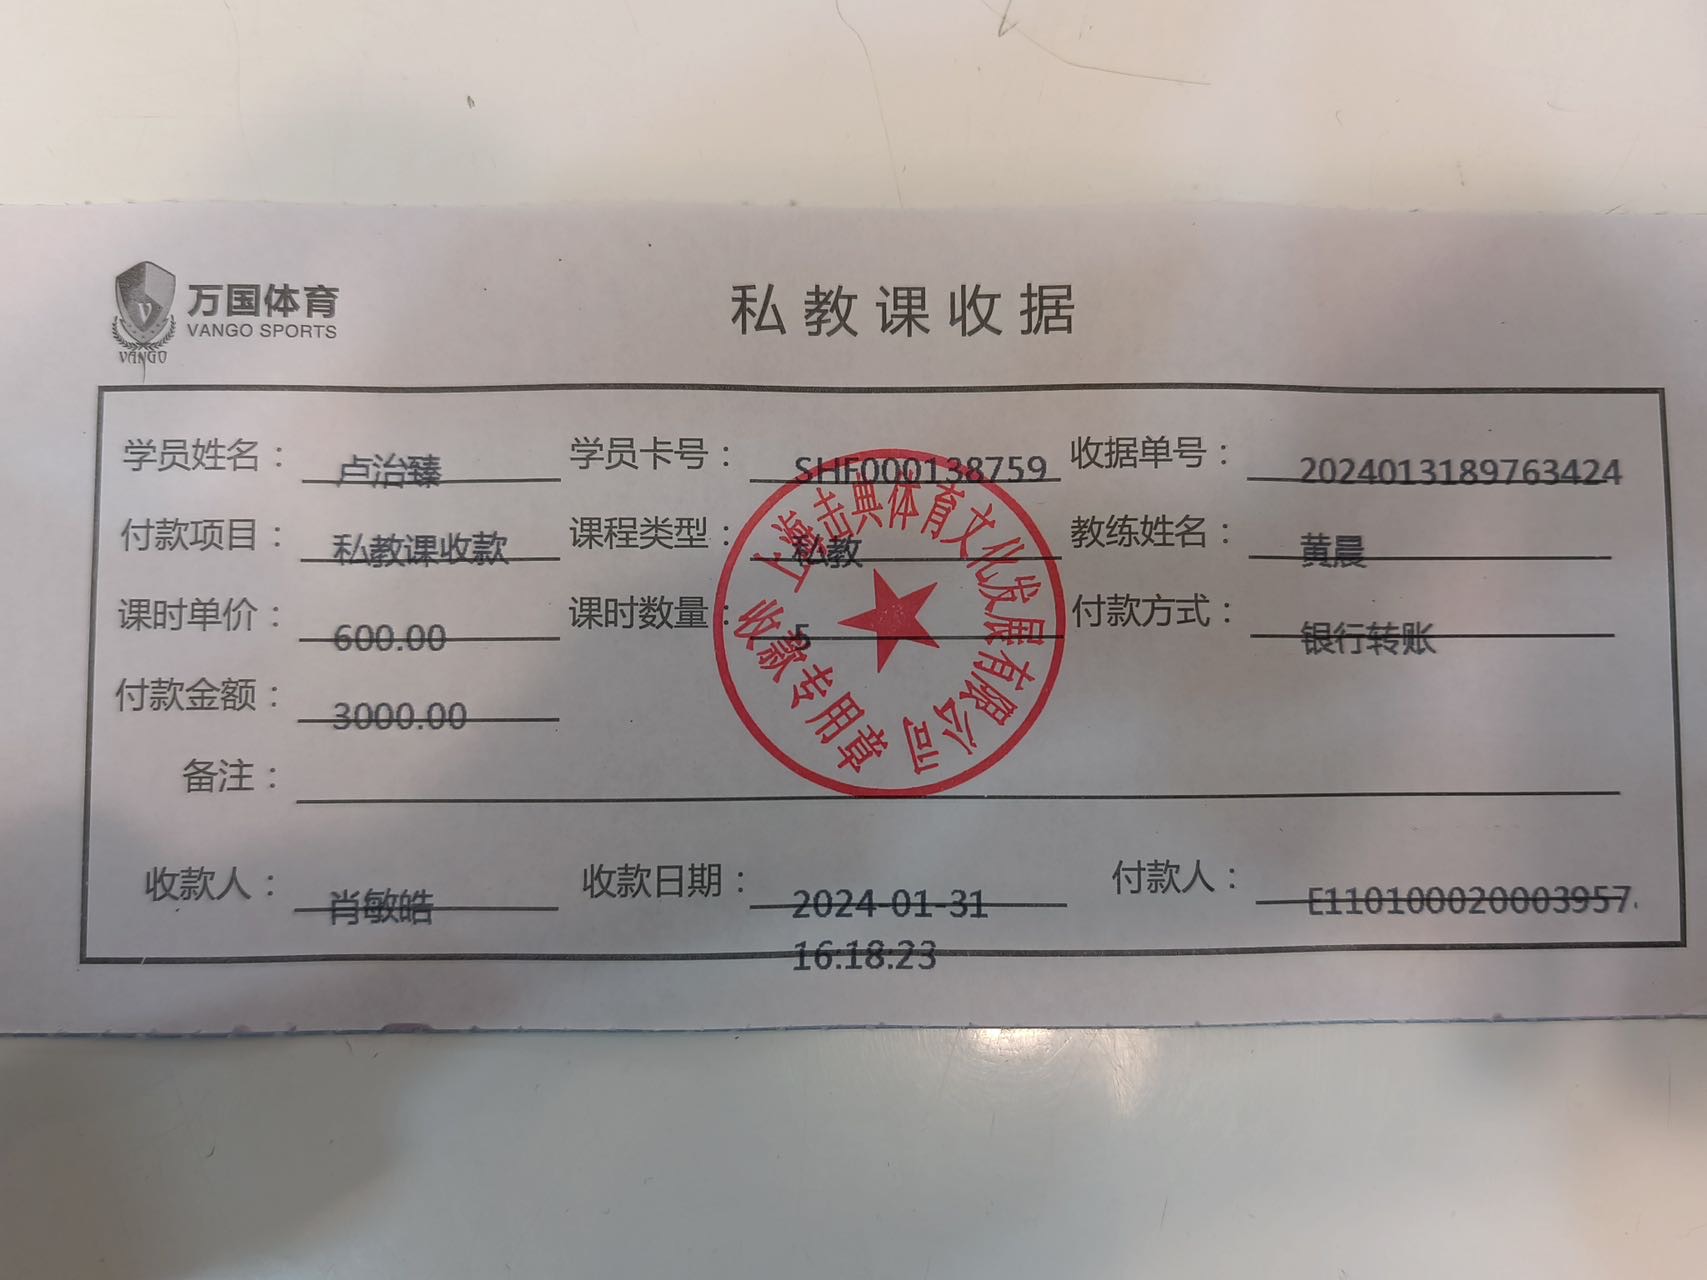 万国体育
VANGO SPORTS
VANGO
私教课收据
学员姓名： 卢治臻 学员卡号： SHF000138759 收据单号： 2024013189763424
付款项目： 私教课收款 课程类型： 私教 教练姓名： 黄晨
课时单价： 600.00 课时数量： 5 付款方式： 银行转账
付款金额： 3000.00
备注：
收款人： 肖敏皓 收款日期： 2024-01-31 付款人： E110100020003957
16:18:23
上海 具体育文化发展有限公司
收款专用章